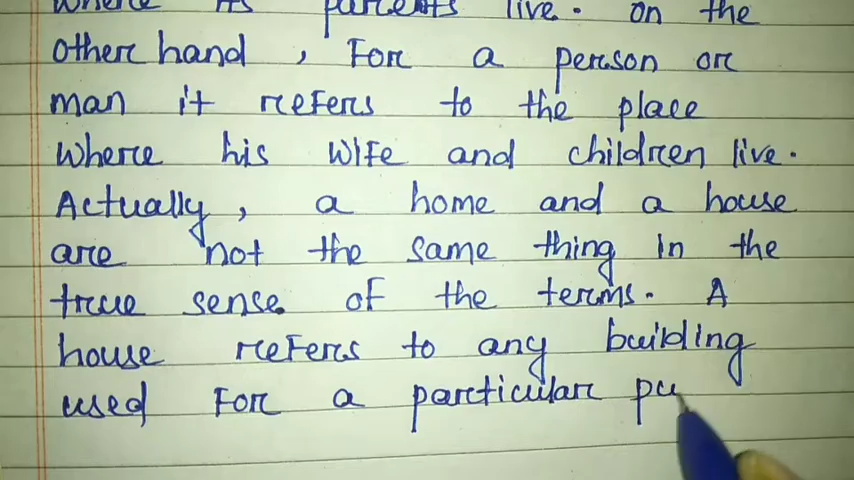 where its parents live. on the
other hand, For a person or
man it refers to the place
where his wife and children live.
Actually, a home and a house
are not the same thing in the
true sense of the terms. A
house refers to any building
used For a particular pu